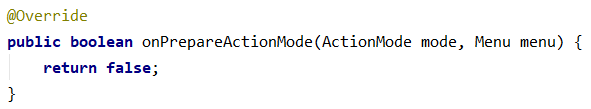 @Override
public boolean onPrepareActionMode(ActionMode mode, Menu menu) {
    return false;
}